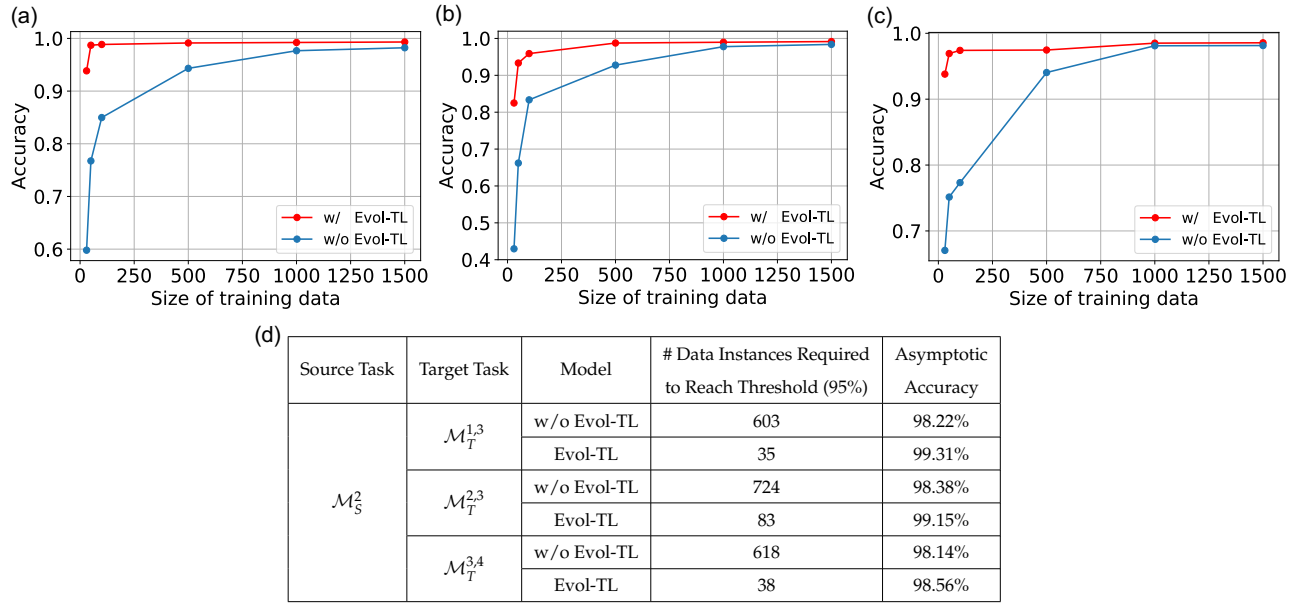 (a)
1.0
0.9
0.8
0.7
0.6
Accuracy
w/ Evol-TL
w/o Evol-TL
0 250 500 750 1000 1250 1500
Size of training data
(b)
1.0
0.9
0.8
0.7
0.6
0.5
0.4
Accuracy
w/ Evol-TL
w/o Evol-TL
0 250 500 750 1000 1250 1500
Size of training data
(c)
1.0
0.9
0.8
0.7
Accuracy
w/ Evol-TL
w/o Evol-TL
0 250 500 750 1000 1250 1500
Size of training data
(d)
Source Task Target Task Model # Data Instances Required to Reach Threshold (95%) Asymptotic Accuracy
ℳ_S^2 ℳ_T^{1,3} w/o Evol-TL 603 98.22%
Evol-TL 35 99.31%
ℳ_T^{2,3} w/o Evol-TL 724 98.38%
Evol-TL 83 99.15%
ℳ_T^{3,4} w/o Evol-TL 618 98.14%
Evol-TL 38 98.56%